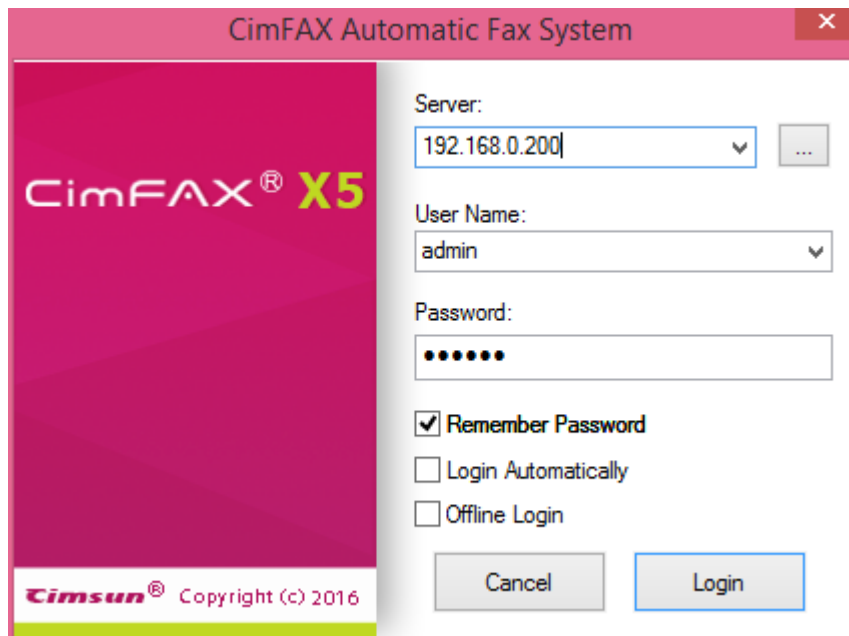 CimFAX Automatic Fax System
CimFAX® X5
Cimsun® Copyright (c) 2016
Server:
192.168.0.200
...
User Name:
admin
Password:
••••••
Remember Password
Login Automatically
Offline Login
Cancel
Login